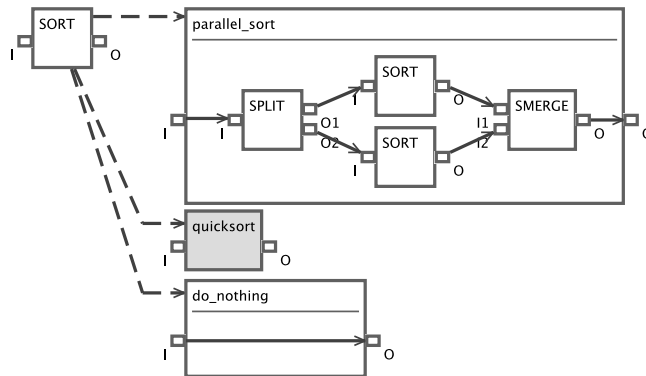 SORT
I
O
parallel_sort
I
I
SPLIT
O1
O2
I
SORT
O
I
SORT
O
I1
I2
SMERGE
O
O
quicksort
I
O
do_nothing
I
O